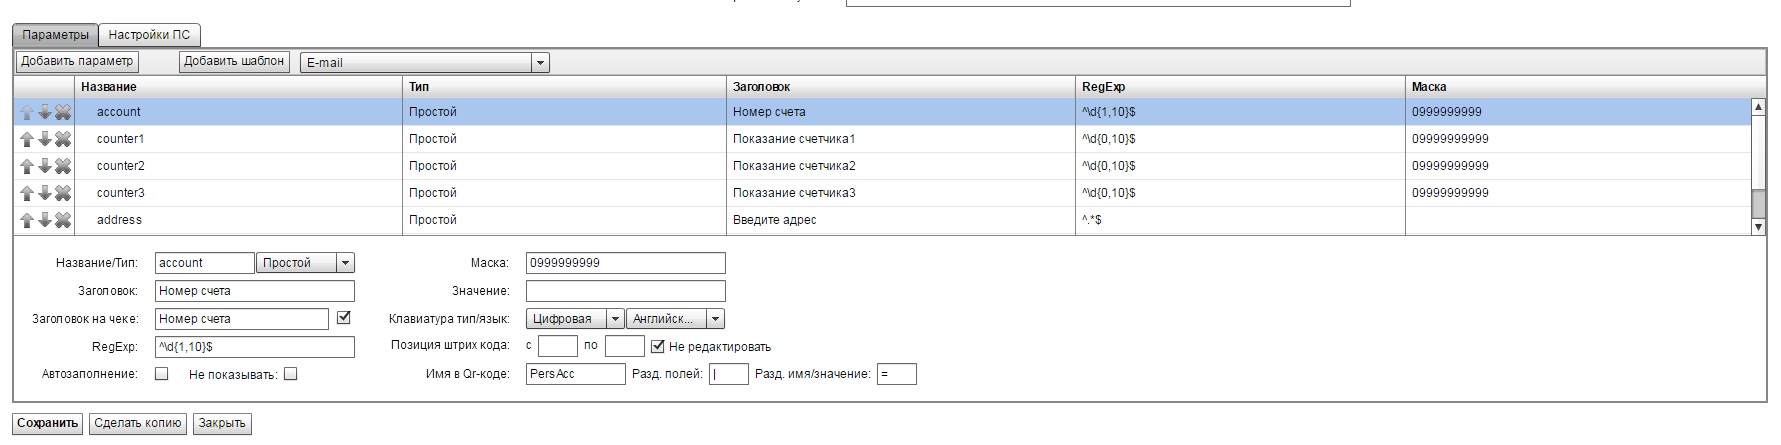 Параметры Настройки ПС
Добавить параметр Добавить шаблон E-mail
Название Тип Заголовок RegExp Маска
account Простой Номер счета ^\d{1,10}$ 0999999999
counter1 Простой Показание счетчика1 ^\d{0,10}$ 09999999999
counter2 Простой Показание счетчика2 ^\d{0,10}$ 09999999999
counter3 Простой Показание счетчика3 ^\d{0,10}$ 09999999999
address Простой Введите адрес ^.*$
Название/Тип: account Простой Маска: 0999999999
Заголовок: Номер счета Значение:
Заголовок на чеке: Номер счета Клавиатура тип/язык: Цифровая Английск...
RegExp: ^\d{1,10}$ Позиция штрих кода: с по Не редактировать
Автозаполнение: Не показывать: Имя в Qr-коде: PersAcc Разд. полей: | Разд. имя/значение: =
Сохранить Сделать копию Закрыть